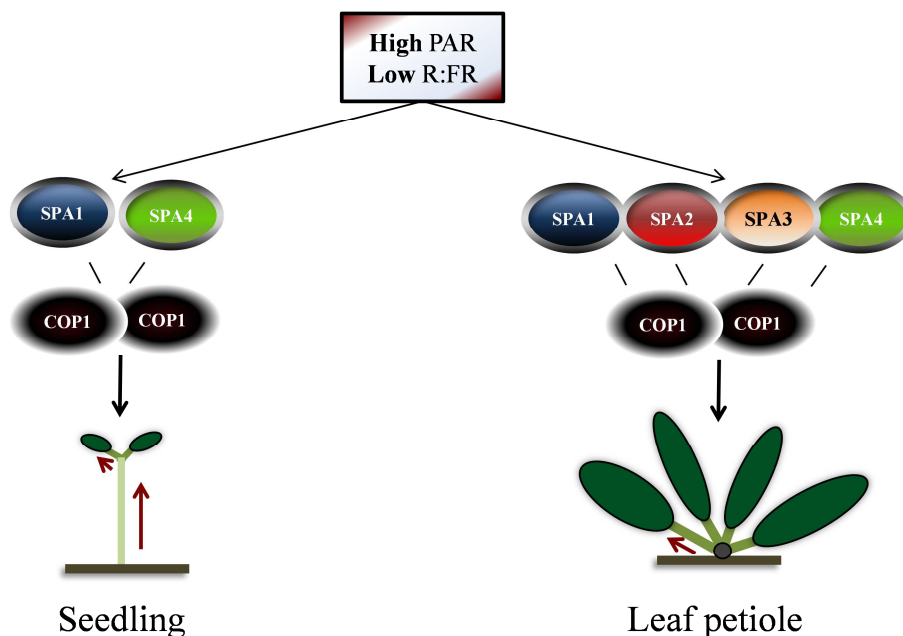 High PAR
Low R:FR
SPA1 SPA4
SPA1 SPA2 SPA3 SPA4
COP1 COP1
COP1 COP1
Seedling
Leaf petiole